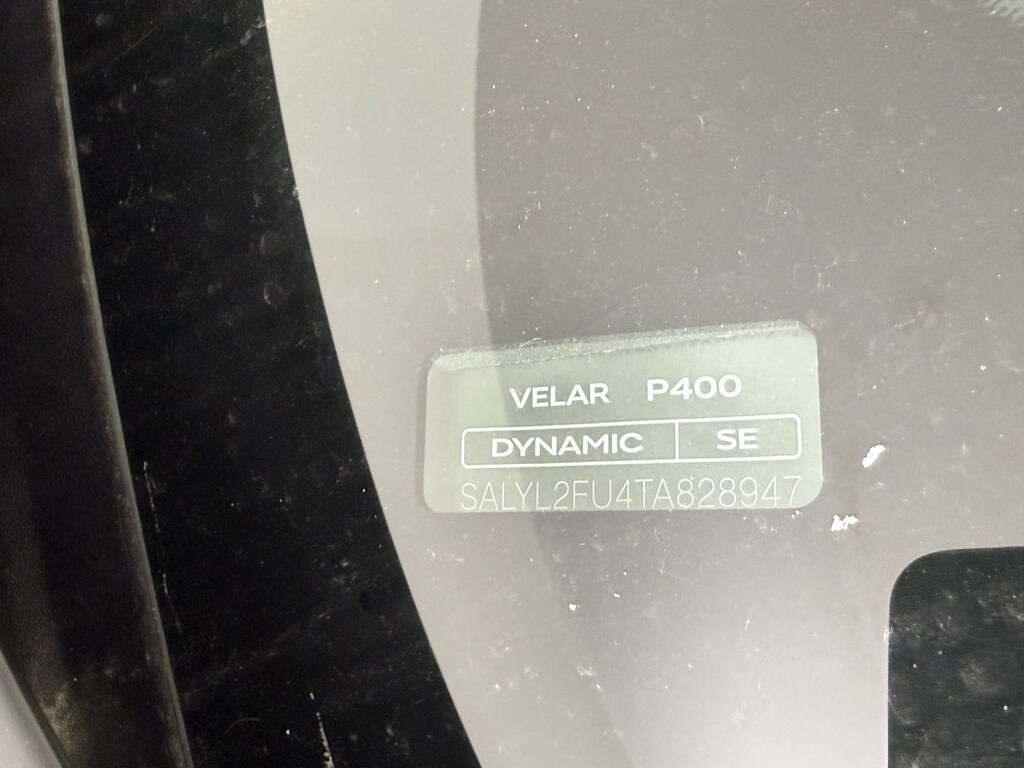 VELAR P400
DYNAMIC SE
SALYL2FU4TA828947